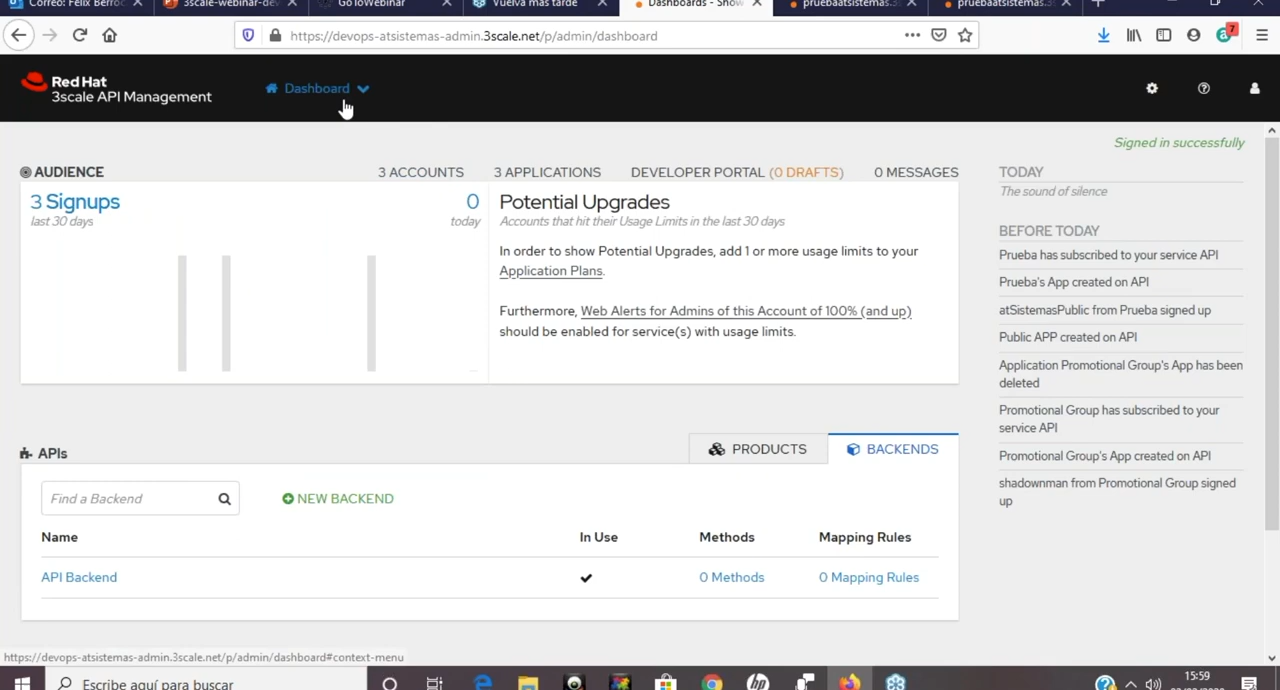 Correo: Felix Berroc
3scale-webinar-dev
GoToWebinar
Vuelva más tarde
Dashboards - Show
pruebaatsistemas.3
pruebaatsistemas.3
https://devops-atsistemas-admin.3scale.net/p/admin/dashboard
7
Red Hat
3scale API Management
Dashboard
Signed in successfully
AUDIENCE
3 ACCOUNTS
3 APPLICATIONS
DEVELOPER PORTAL (0 DRAFTS)
0 MESSAGES
3 Signups
last 30 days
0
today
Potential Upgrades
Accounts that hit their Usage Limits in the last 30 days
In order to show Potential Upgrades, add 1 or more usage limits to your
Application Plans.
Furthermore, Web Alerts for Admins of this Account of 100% (and up)
should be enabled for service(s) with usage limits.
TODAY
The sound of silence
BEFORE TODAY
Prueba has subscribed to your service API
Prueba's App created on API
atSistemasPublic from Prueba signed up
Public APP created on API
Application Promotional Group's App has been
deleted
Promotional Group has subscribed to your
service API
Promotional Group's App created on API
shadownman from Promotional Group signed
up
APIs
PRODUCTS
BACKENDS
Find a Backend
NEW BACKEND
Name
In Use
Methods
Mapping Rules
API Backend
0 Methods
0 Mapping Rules
https://devops-atsistemas-admin.3scale.net/p/admin/dashboard#context-menu
Escribe aquí para buscar
15:59